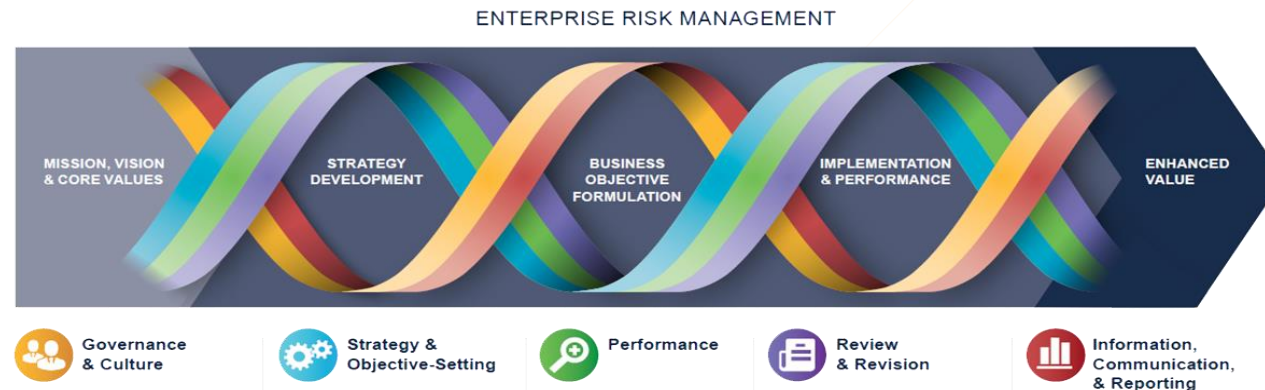 ENTERPRISE RISK MANAGEMENT
MISSION, VISION
& CORE VALUES
STRATEGY
DEVELOPMENT
BUSINESS
OBJECTIVE
FORMULATION
IMPLEMENTATION
& PERFORMANCE
ENHANCED
VALUE
Governance
& Culture
Strategy &
Objective-Setting
Performance
Review
& Revision
Information,
Communication,
& Reporting